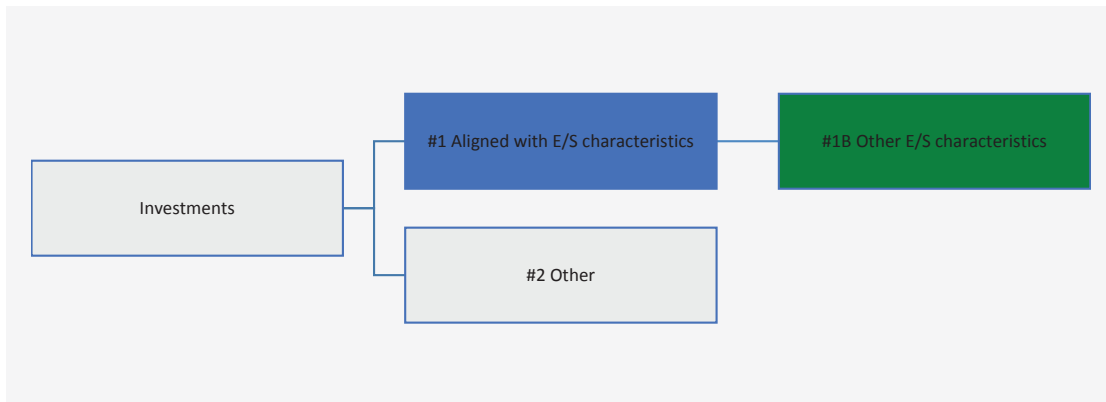 #1 Aligned with E/S characteristics
#1B Other E/S characteristics
Investments
#2 Other